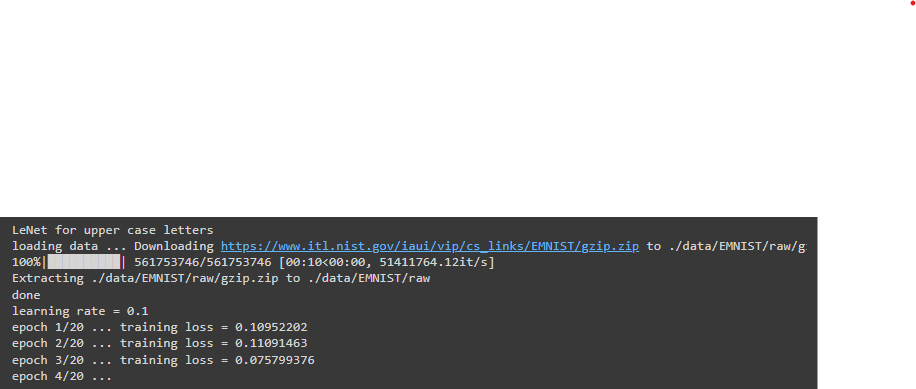 LeNet for upper case letters
loading data ... Downloading https://www.itl.nist.gov/iaui/vip/cs_links/EMNIST/gzip.zip to ./data/EMNIST/raw/g
100%|██████████| 561753746/561753746 [00:10<00:00, 51411764.12it/s]
Extracting ./data/EMNIST/raw/gzip.zip to ./data/EMNIST/raw
done
learning rate = 0.1
epoch 1/20 ... training loss = 0.10952202
epoch 2/20 ... training loss = 0.11091463
epoch 3/20 ... training loss = 0.075799376
epoch 4/20 ...